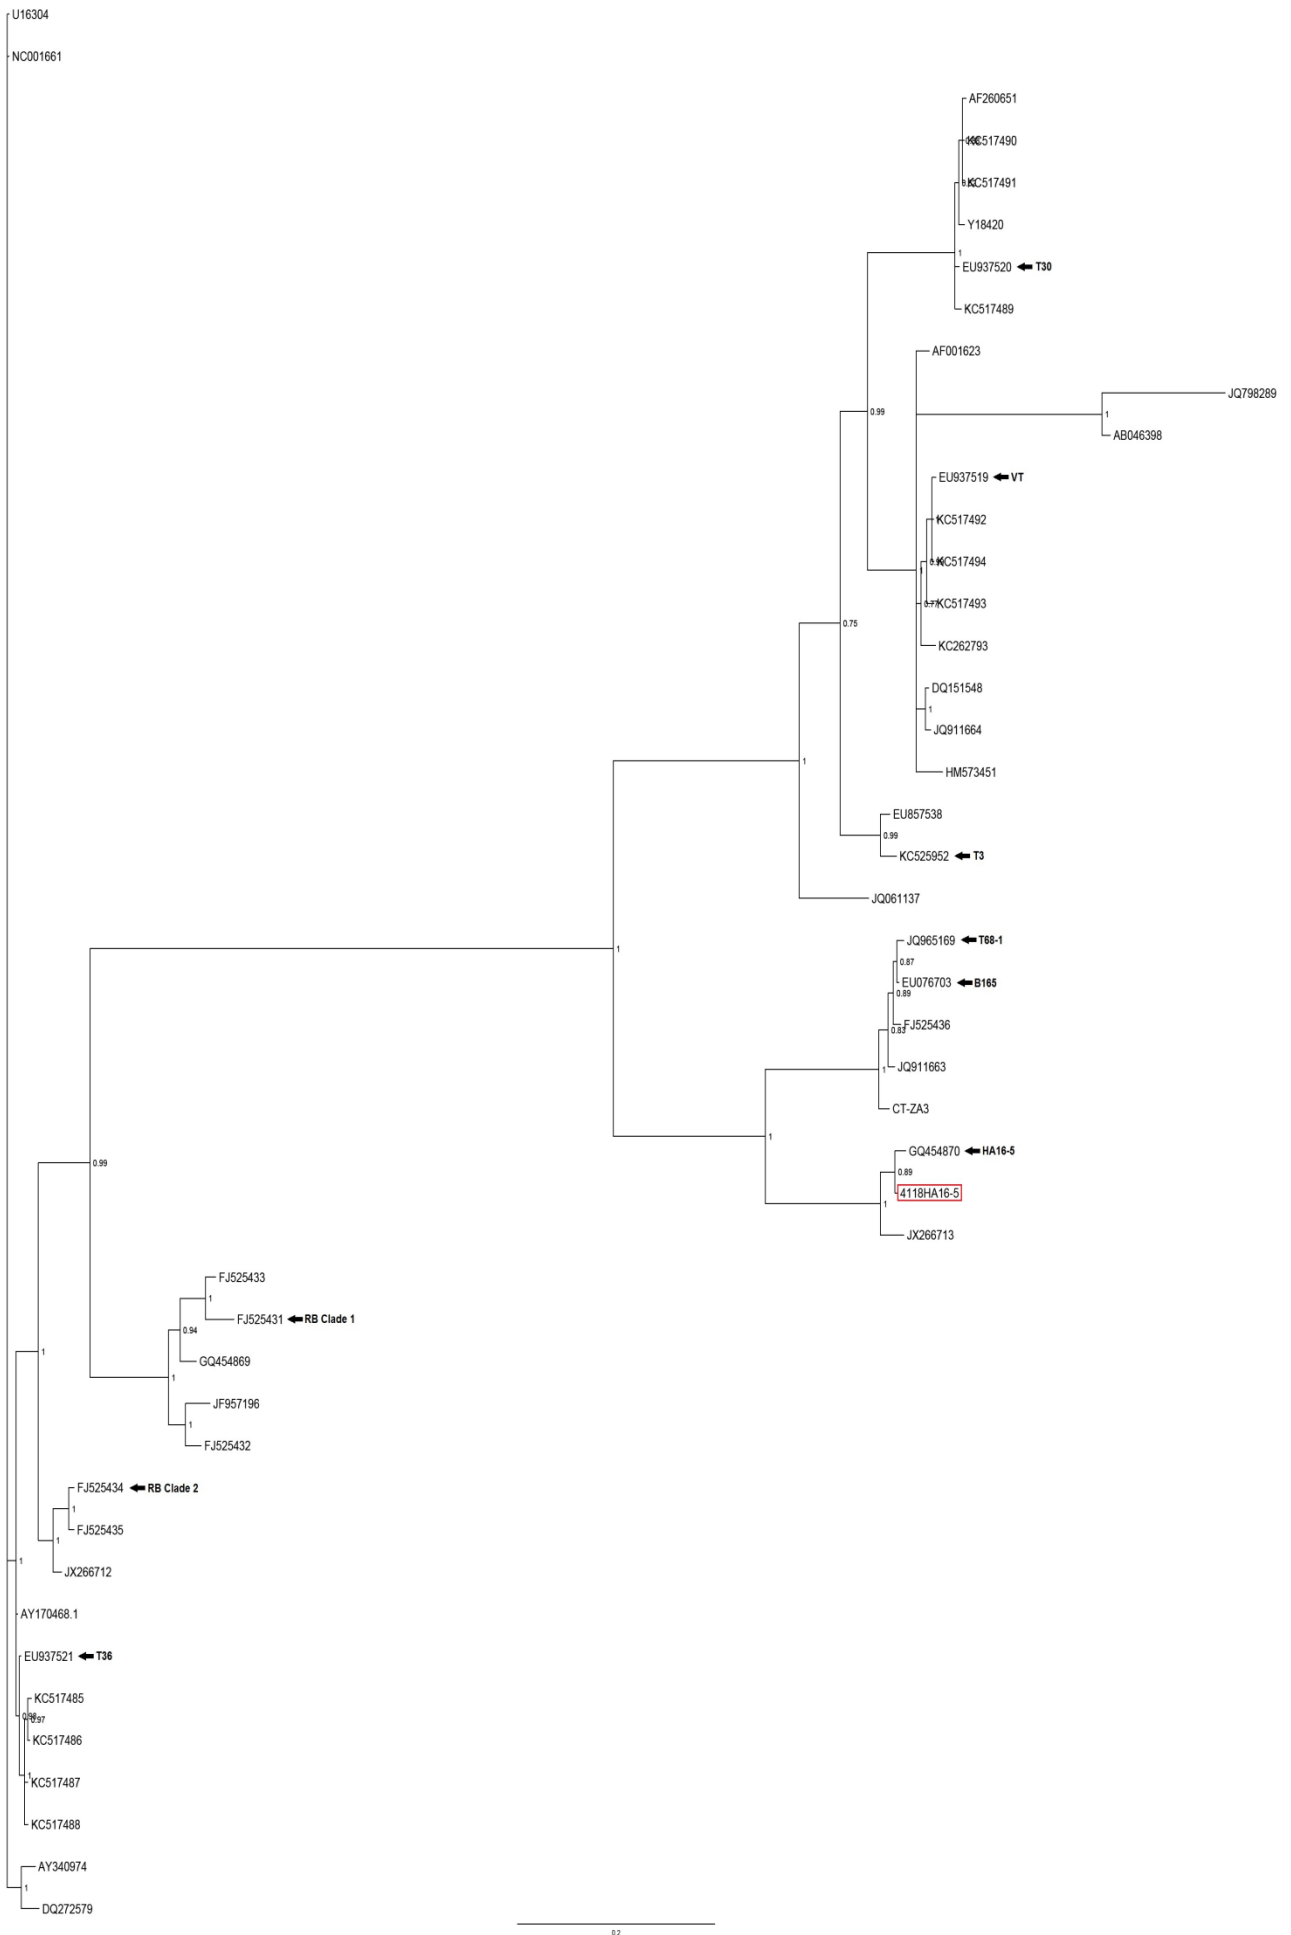 U16304
NC001661
AF260651
KC517490
KC517491
Y18420
1
EU937520 T30
KC517489
AF001623
JQ798289
0.99
1
AB046398
EU937519 VT
KC517492
KC517494
1
KC517493
0.75
KC262793
DQ151548
1
JQ911664
1
HM573451
EU857538
0.99
KC525952 T3
JQ061137
JQ965169 T68-1
1
0.87
EU076703 B165
0.89
FJ525436
0.83
JQ911663
1
CT-ZA3
1
GQ454870 HA16-5
0.99
0.89
4118HA16-5
1
JX266713
FJ525433
1
FJ525431 RB Clade 1
0.94
1
GQ454869
1
JF957196
1
FJ525432
FJ525434 RB Clade 2
1
FJ525435
1
1
JX266712
AY170468.1
EU937521 T36
KC517485
0.97
KC517486
1
KC517487
KC517488
AY340974
1
DQ272579
0.2